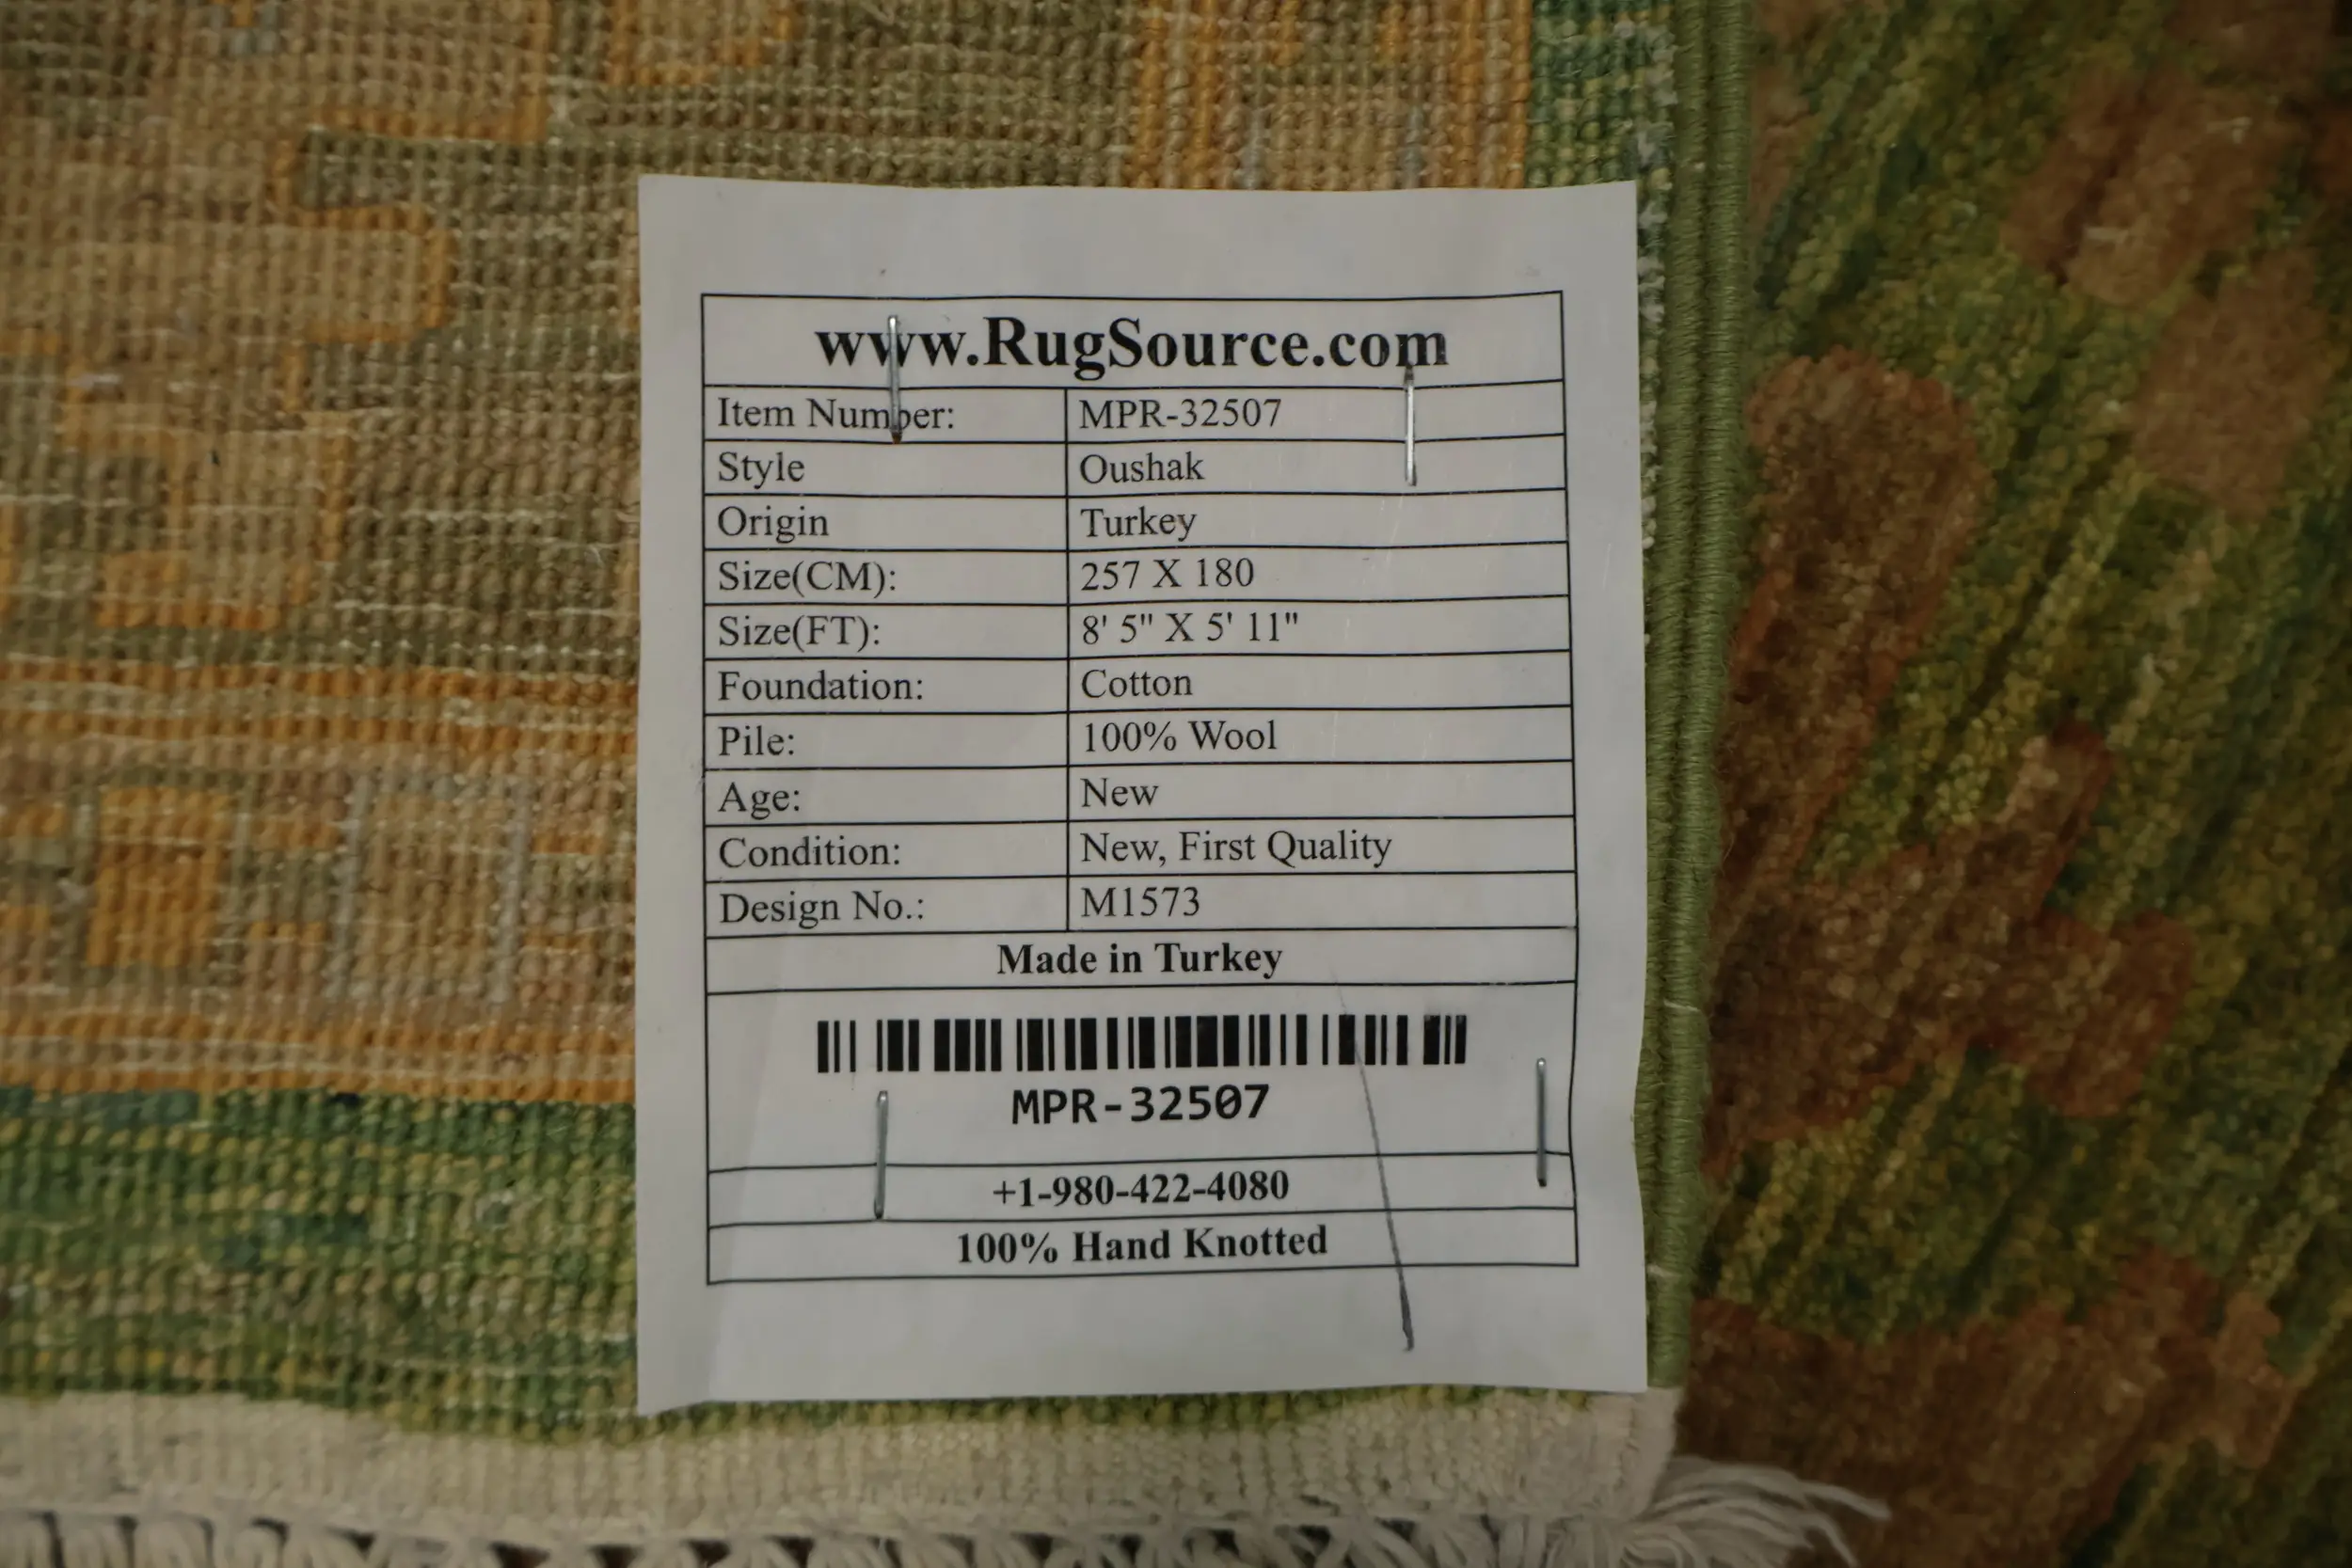 www.RugSource.com
Item Number: MPR-32507
Style Oushak
Origin Turkey
Size(CM): 257 X 180
Size(FT): 8' 5" X 5' 11"
Foundation: Cotton
Pile: 100% Wool
Age: New
Condition: New, First Quality
Design No.: M1573
Made in Turkey
MPR-32507
+1-980-422-4080
100% Hand Knotted